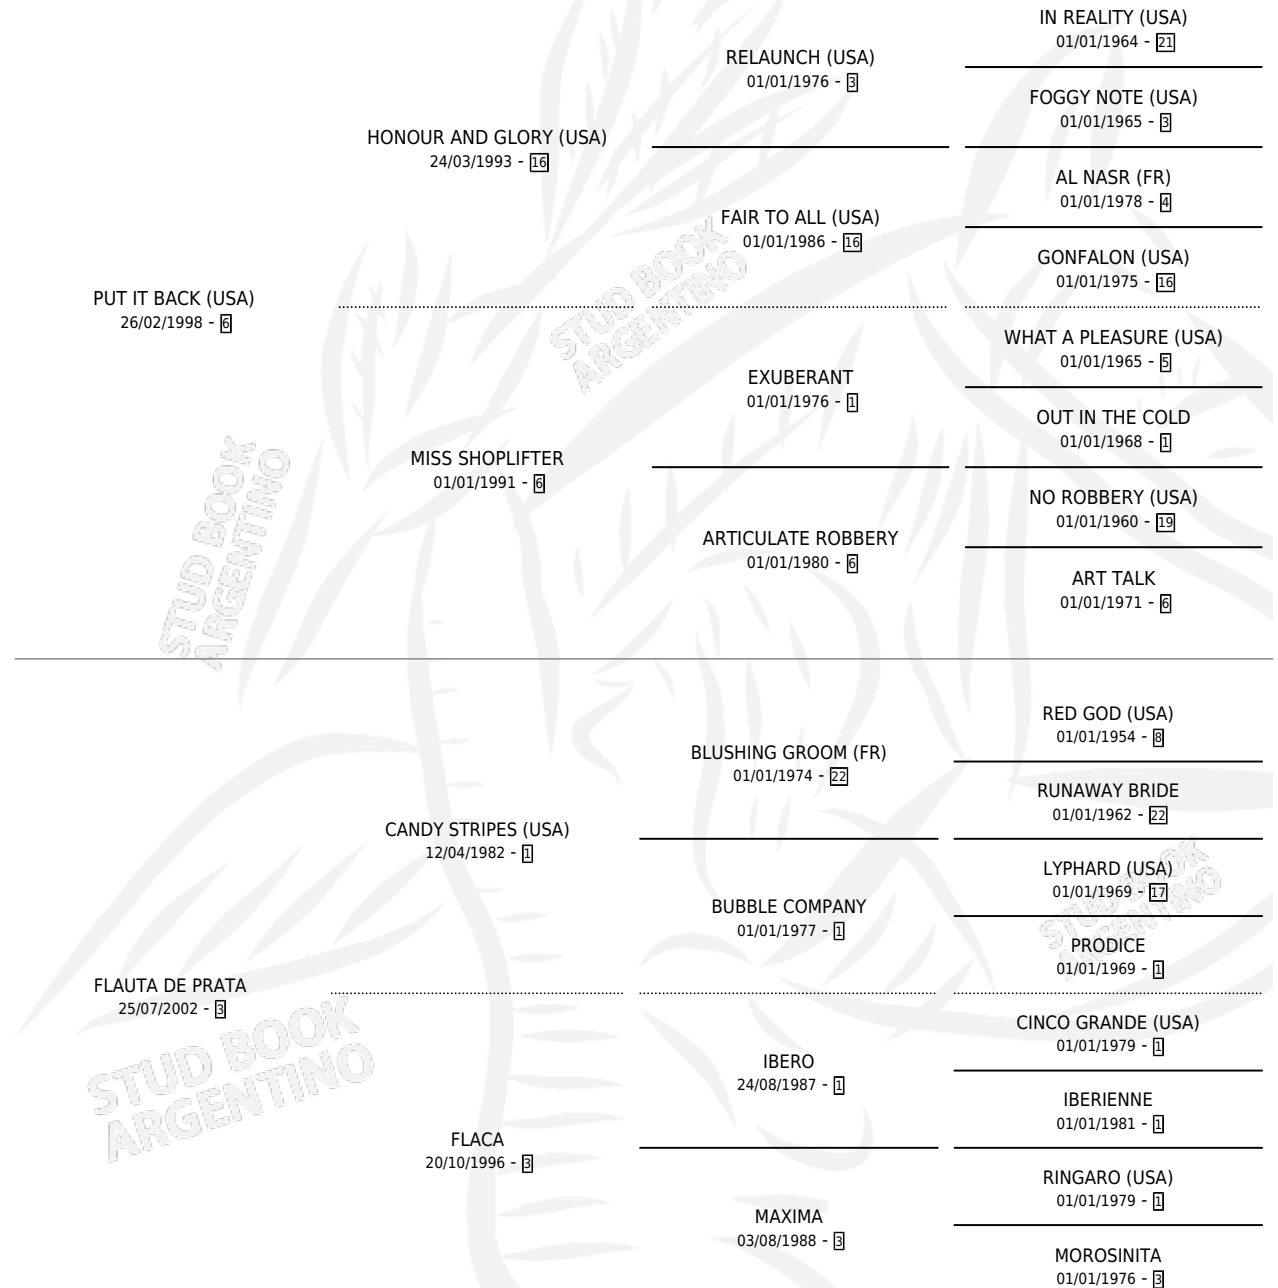 IN REALITY (USA)
01/01/1964 - 21
RELAUNCH (USA)
01/01/1976 - 3
FOGGY NOTE (USA)
01/01/1965 - 3
HONOUR AND GLORY (USA)
24/03/1993 - 16
AL NASR (FR)
01/01/1978 - 4
FAIR TO ALL (USA)
01/01/1986 - 16
GONFALON (USA)
01/01/1975 - 16
PUT IT BACK (USA)
26/02/1998 - 6
WHAT A PLEASURE (USA)
01/01/1965 - 5
EXUBERANT
01/01/1976 - 1
OUT IN THE COLD
01/01/1968 - 1
MISS SHOPLIFTER
01/01/1991 - 6
NO ROBBERY (USA)
01/01/1960 - 19
ARTICULATE ROBBERY
01/01/1980 - 6
ART TALK
01/01/1971 - 6
RED GOD (USA)
01/01/1954 - 8
BLUSHING GROOM (FR)
01/01/1974 - 22
RUNAWAY BRIDE
01/01/1962 - 22
CANDY STRIPES (USA)
12/04/1982 - 1
LYPHARD (USA)
01/01/1969 - 17
BUBBLE COMPANY
01/01/1977 - 1
PRODICE
01/01/1969 - 1
FLAUTA DE PRATA
25/07/2002 - 3
CINCO GRANDE (USA)
01/01/1979 - 1
IBERO
24/08/1987 - 1
IBERIENNE
01/01/1981 - 1
FLACA
20/10/1996 - 3
RINGARO (USA)
01/01/1979 - 1
MAXIMA
03/08/1988 - 3
MOROSINITA
01/01/1976 - 3
STUD BOOK
ARGENTINO
STUD BOOK
ARGENTINO
STUD BOOK
ARGENTINO
STUD BOOK
ARGENTINO